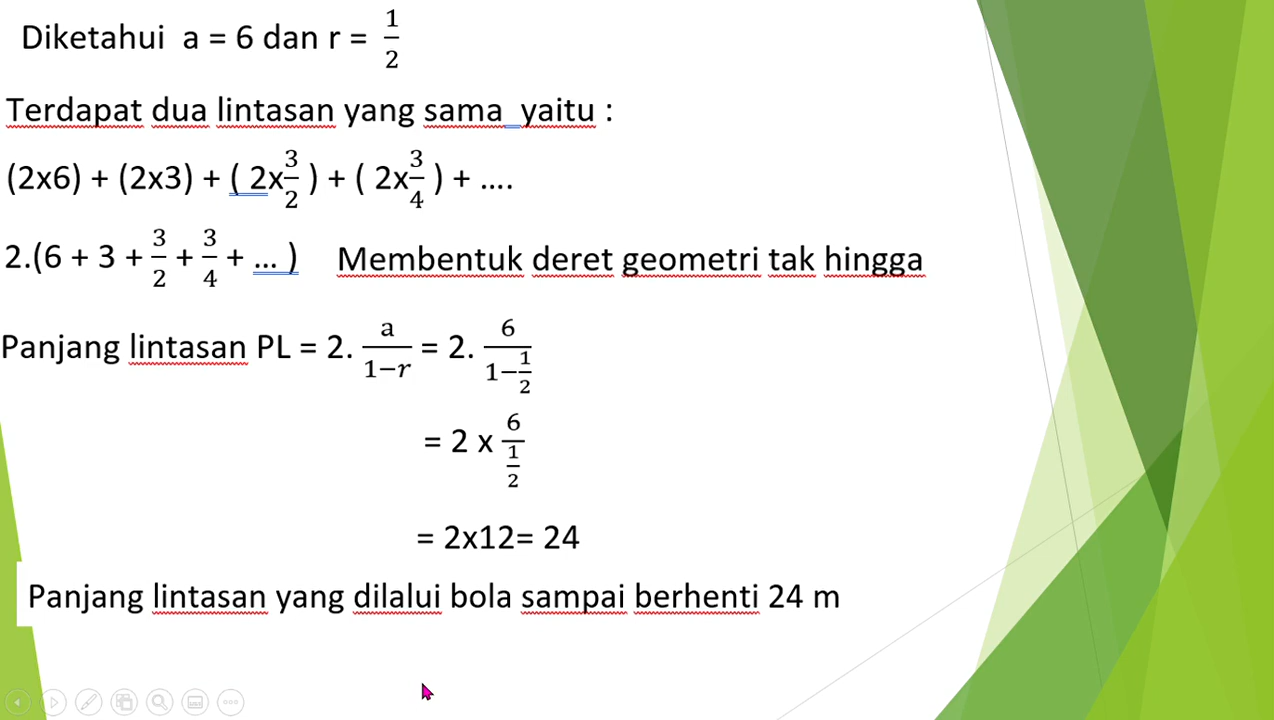 Diketahui a = 6 dan r = 1/2
Terdapat dua lintasan yang sama yaitu :
(2x6) + (2x3) + ( 2x3/2 ) + ( 2x3/4 ) + ....
2.(6 + 3 + 3/2 + 3/4 + ... ) Membentuk deret geometri tak hingga
Panjang lintasan PL = 2. a/(1−r) = 2. 6/(1−1/2)
= 2 x 6/(1/2)
= 2x12= 24
Panjang lintasan yang dilalui bola sampai berhenti 24 m